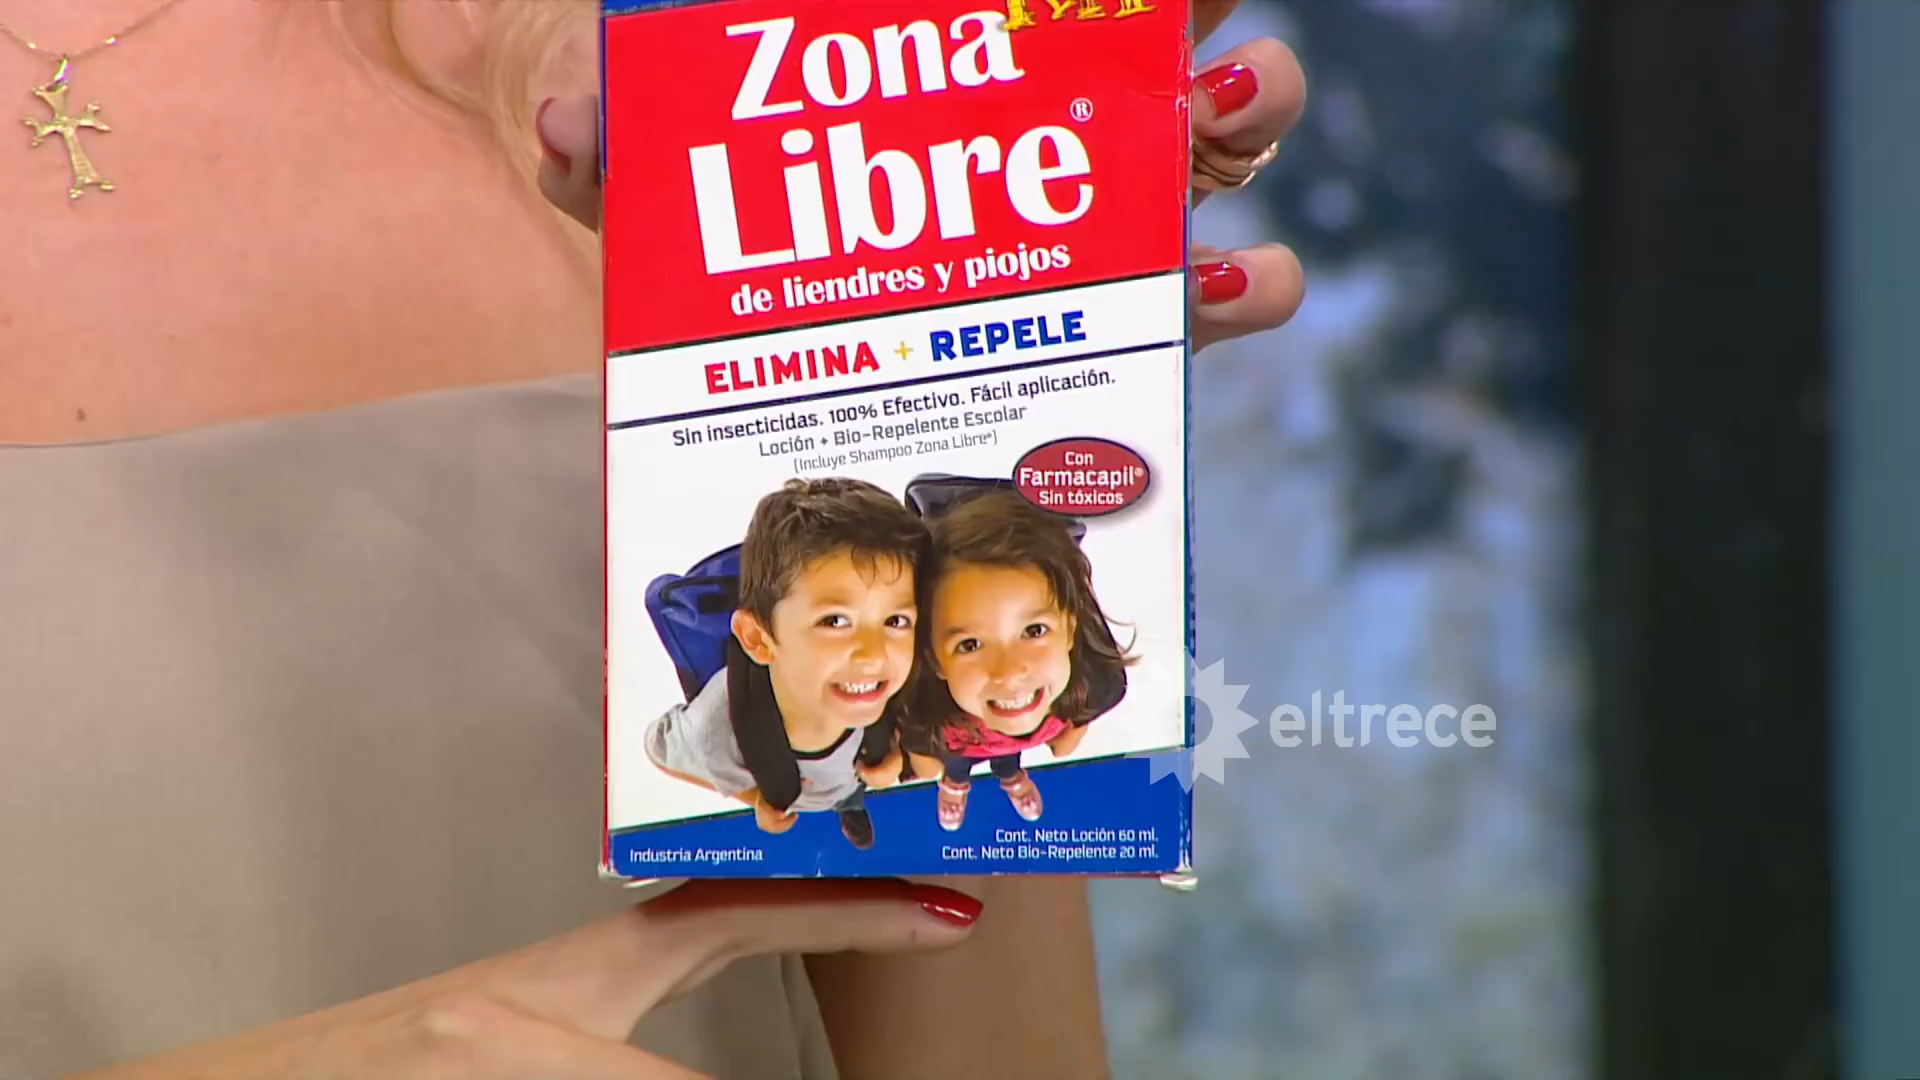 Zona
Libre®
de liendres y piojos
ELIMINA + REPELE
Sin insecticidas. 100% Efectivo. Fácil aplicación.
Loción + Bio-Repelente Escolar
(Incluye Shampoo Zona Libre®)
Con
Farmacapil®
Sin tóxicos
eltrece
Cont. Neto Loción 60 ml.
Industria Argentina
Cont. Neto Bio-Repelente 20 ml.